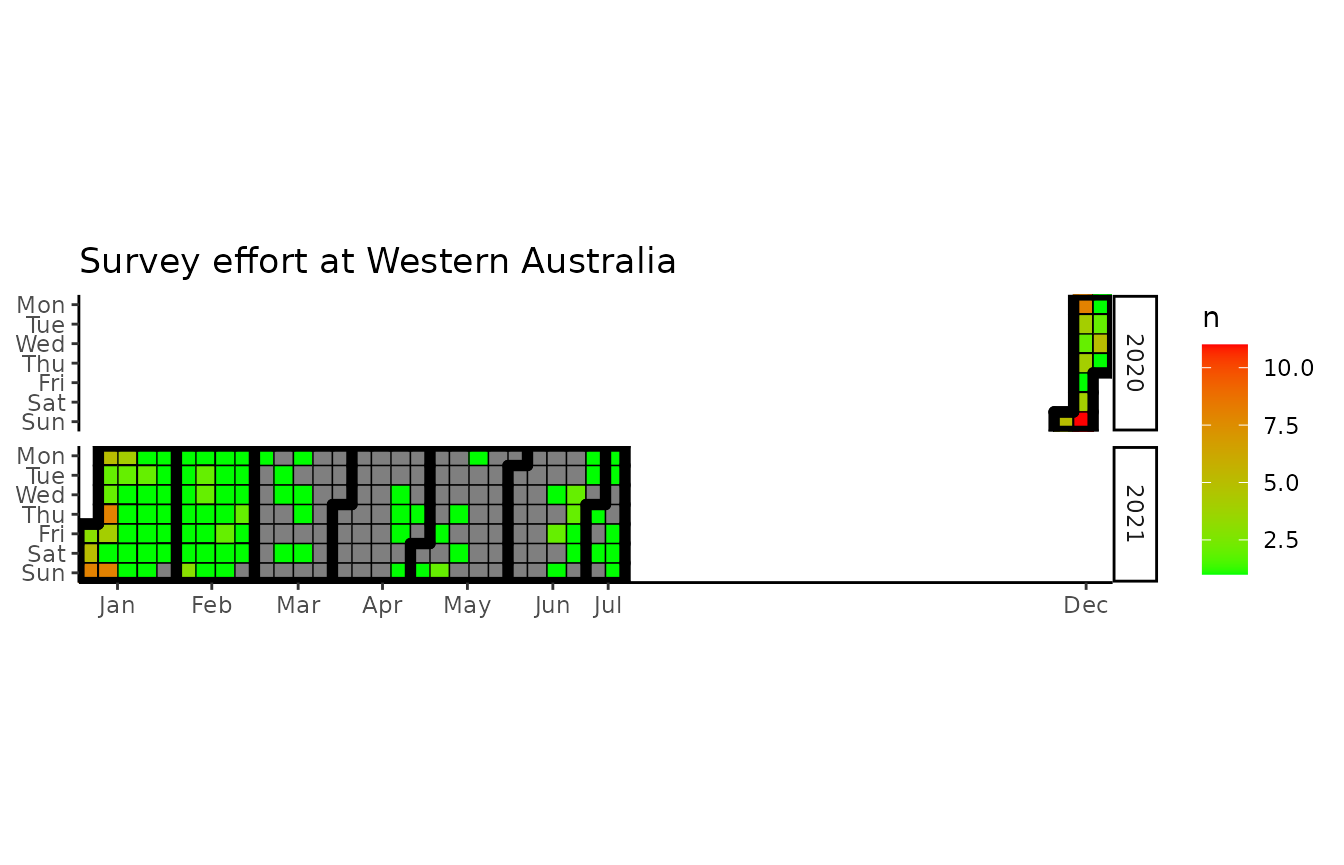 Survey effort at Western Australia
Mon
Tue
Wed
Thu
Fri
Sat
Sun
2020
Mon
Tue
Wed
Thu
Fri
Sat
Sun
2021
Jan Feb Mar Apr May Jun Jul Dec
n
10.0
7.5
5.0
2.5